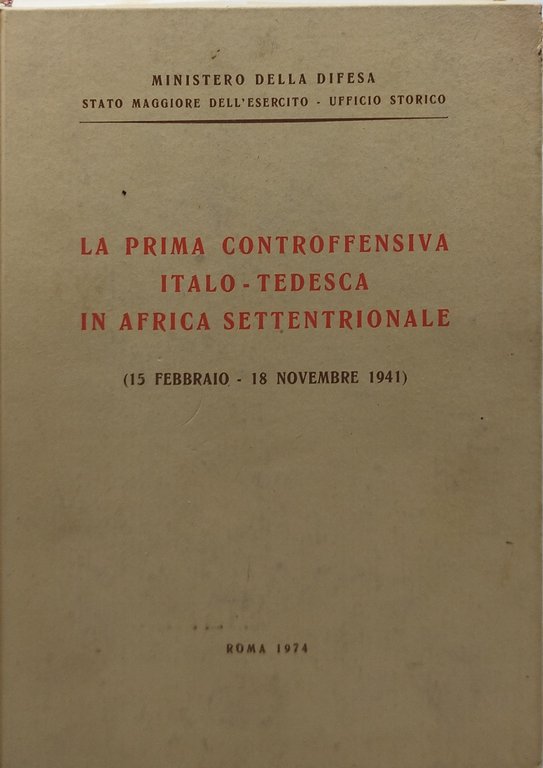 MINISTERO DELLA DIFESA
STATO MAGGIORE DELL'ESERCITO - UFFICIO STORICO
LA PRIMA CONTROFFENSIVA
ITALO - TEDESCA
IN AFRICA SETTENTRIONALE
(15 FEBBRAIO - 18 NOVEMBRE 1941)
ROMA 1974